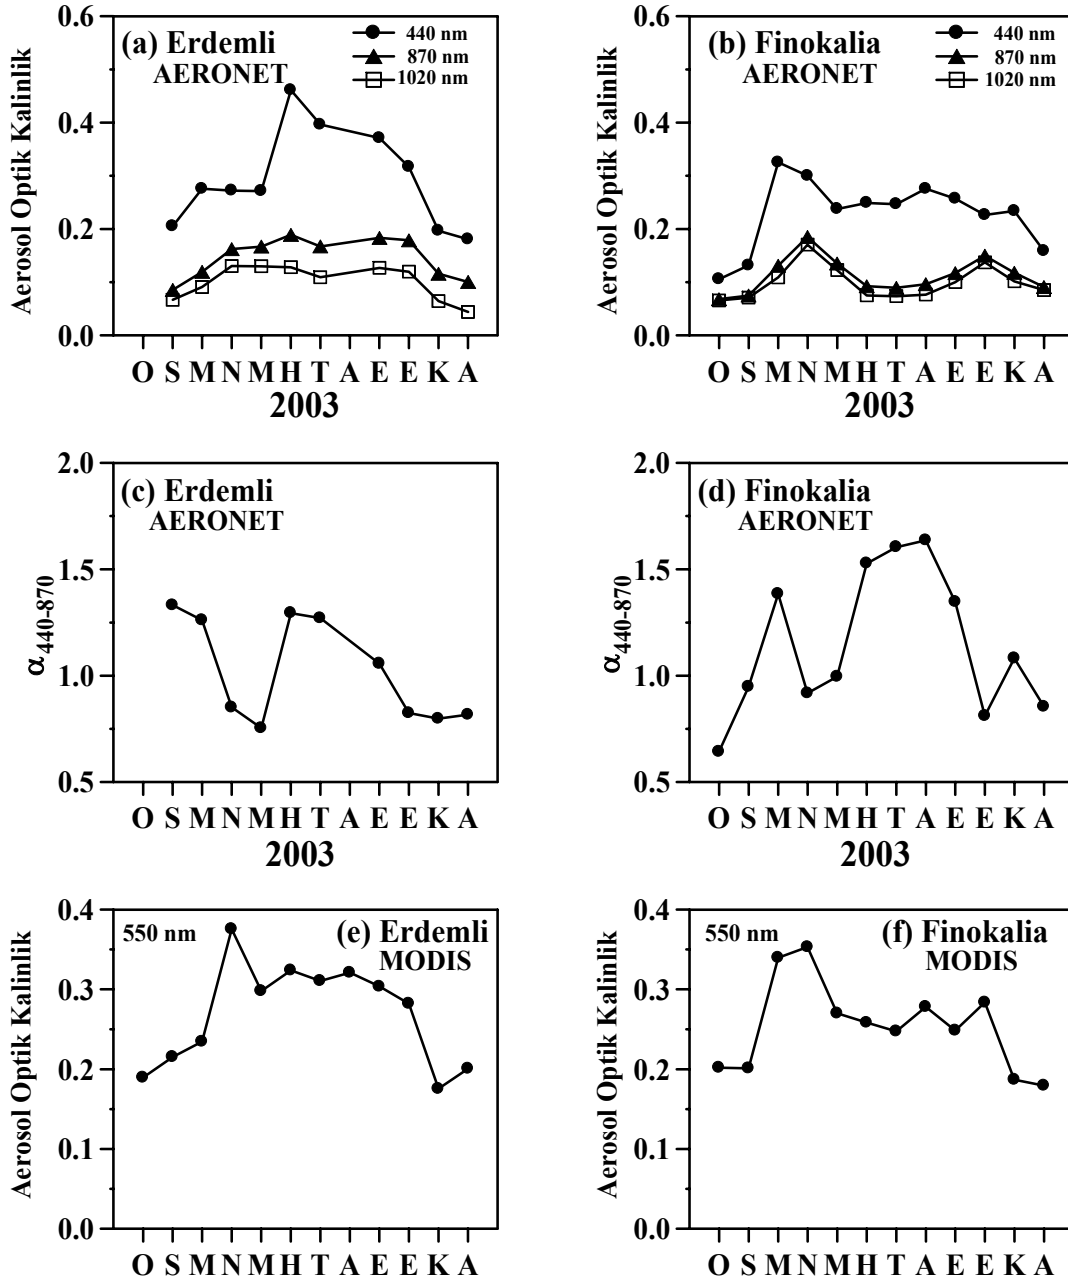 (a) Erdemli
AERONET
440 nm
870 nm
1020 nm
Aerosol Optik Kalinlik
0.6
0.4
0.2
0.0
O S M N M H T A E E K A
2003
(b) Finokalia
AERONET
440 nm
870 nm
1020 nm
Aerosol Optik Kalinlik
0.6
0.4
0.2
0.0
O S M N M H T A E E K A
2003
(c) Erdemli
AERONET
α440-870
2.0
1.5
1.0
0.5
O S M N M H T A E E K A
2003
(d) Finokalia
AERONET
α440-870
2.0
1.5
1.0
0.5
O S M N M H T A E E K A
2003
550 nm
(e) Erdemli
MODIS
Aerosol Optik Kalinlik
0.4
0.3
0.2
0.1
0.0
O S M N M H T A E E K A
550 nm
(f) Finokalia
MODIS
Aerosol Optik Kalinlik
0.4
0.3
0.2
0.1
0.0
O S M N M H T A E E K A